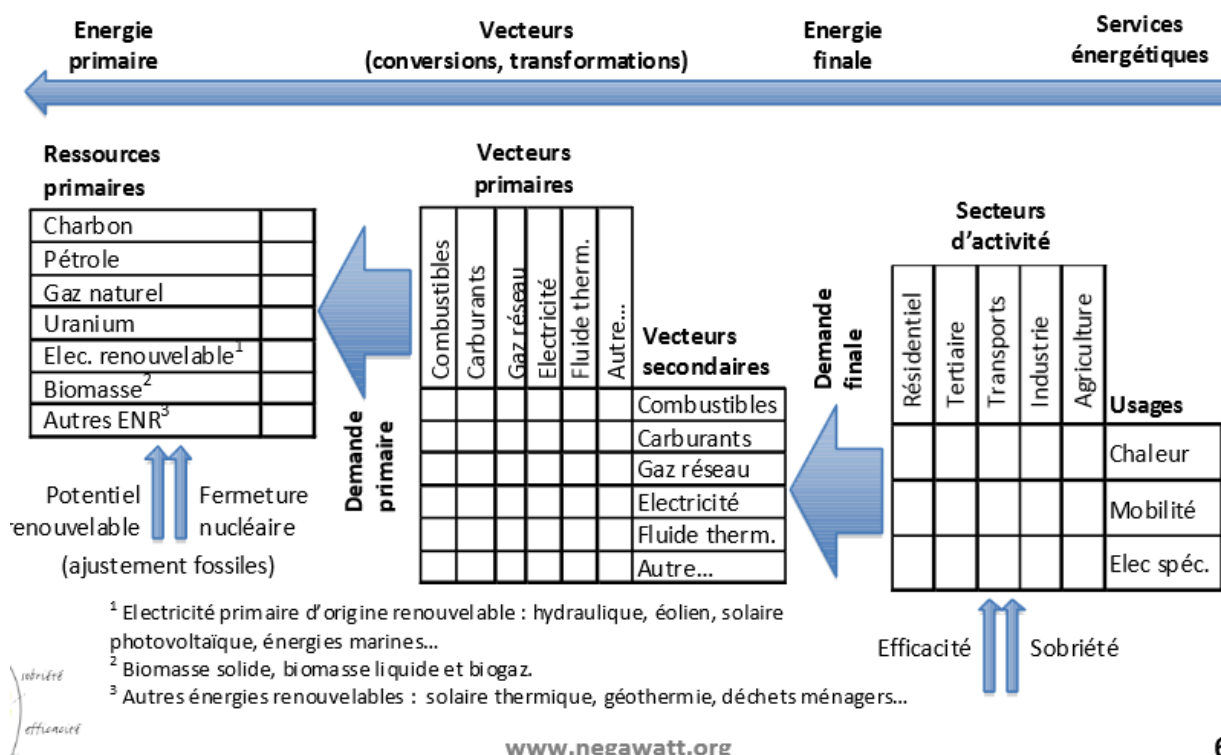 Energie
primaire
Vecteurs
(conversions, transformations)
Energie
finale
Services
énergétiques
Ressources
primaires
Charbon
Pétrole
Gaz naturel
Uranium
Elec. renouvelable¹
Biomasse²
Autres ENR³
Potentiel
renouvelable
Fermeture
nucléaire
(ajustement fossiles)
Demande
primaire
Vecteurs
primaires
Combustibles
Carburants
Gaz réseau
Electricité
Fluide therm.
Autre...
Vecteurs
secondaires
Combustibles
Carburants
Gaz réseau
Electricité
Fluide therm.
Autre...
Demande
finale
Secteurs
d'activité
Résidentiel
Tertiaire
Transports
Industrie
Agriculture
Usages
Chaleur
Mobilité
Elec spéc.
Efficacité
Sobriété
¹ Electricité primaire d'origine renouvelable : hydraulique, éolien, solaire
photovoltaïque, énergies marines...
² Biomasse solide, biomasse liquide et biogaz.
³ Autres énergies renouvelables : solaire thermique, géothermie, déchets ménagers...
sobriété
efficacité
www.negawatt.org
6